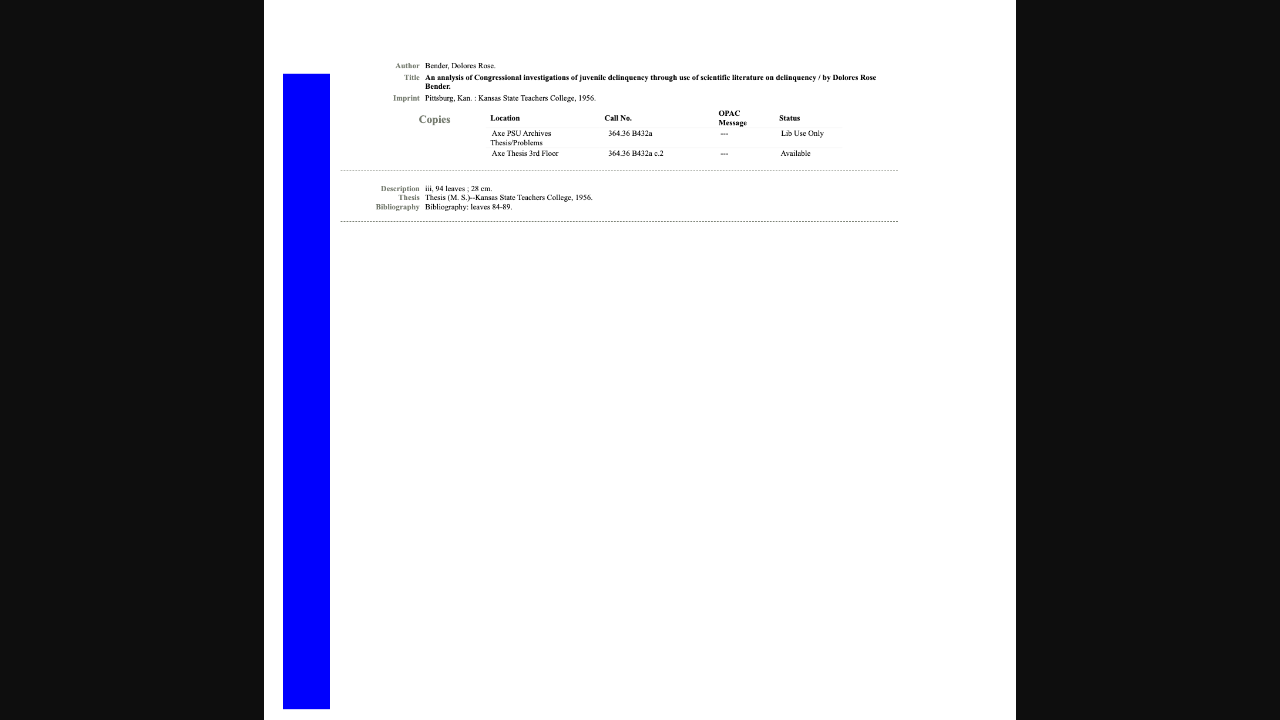 Author Bender, Dolores Rose.
Title An analysis of Congressional investigations of juvenile delinquency through use of scientific literature on delinquency / by Dolores Rose
Bender.
Imprint Pittsburg, Kan. : Kansas State Teachers College, 1956.
Copies Location Call No. OPAC Message Status
Axe PSU Archives 364.36 B432a --- Lib Use Only
Thesis/Problems
Axe Thesis 3rd Floor 364.36 B432a c.2 --- Available
Description iii, 94 leaves ; 28 cm.
Thesis Thesis (M. S.)--Kansas State Teachers College, 1956.
Bibliography Bibliography: leaves 84-89.